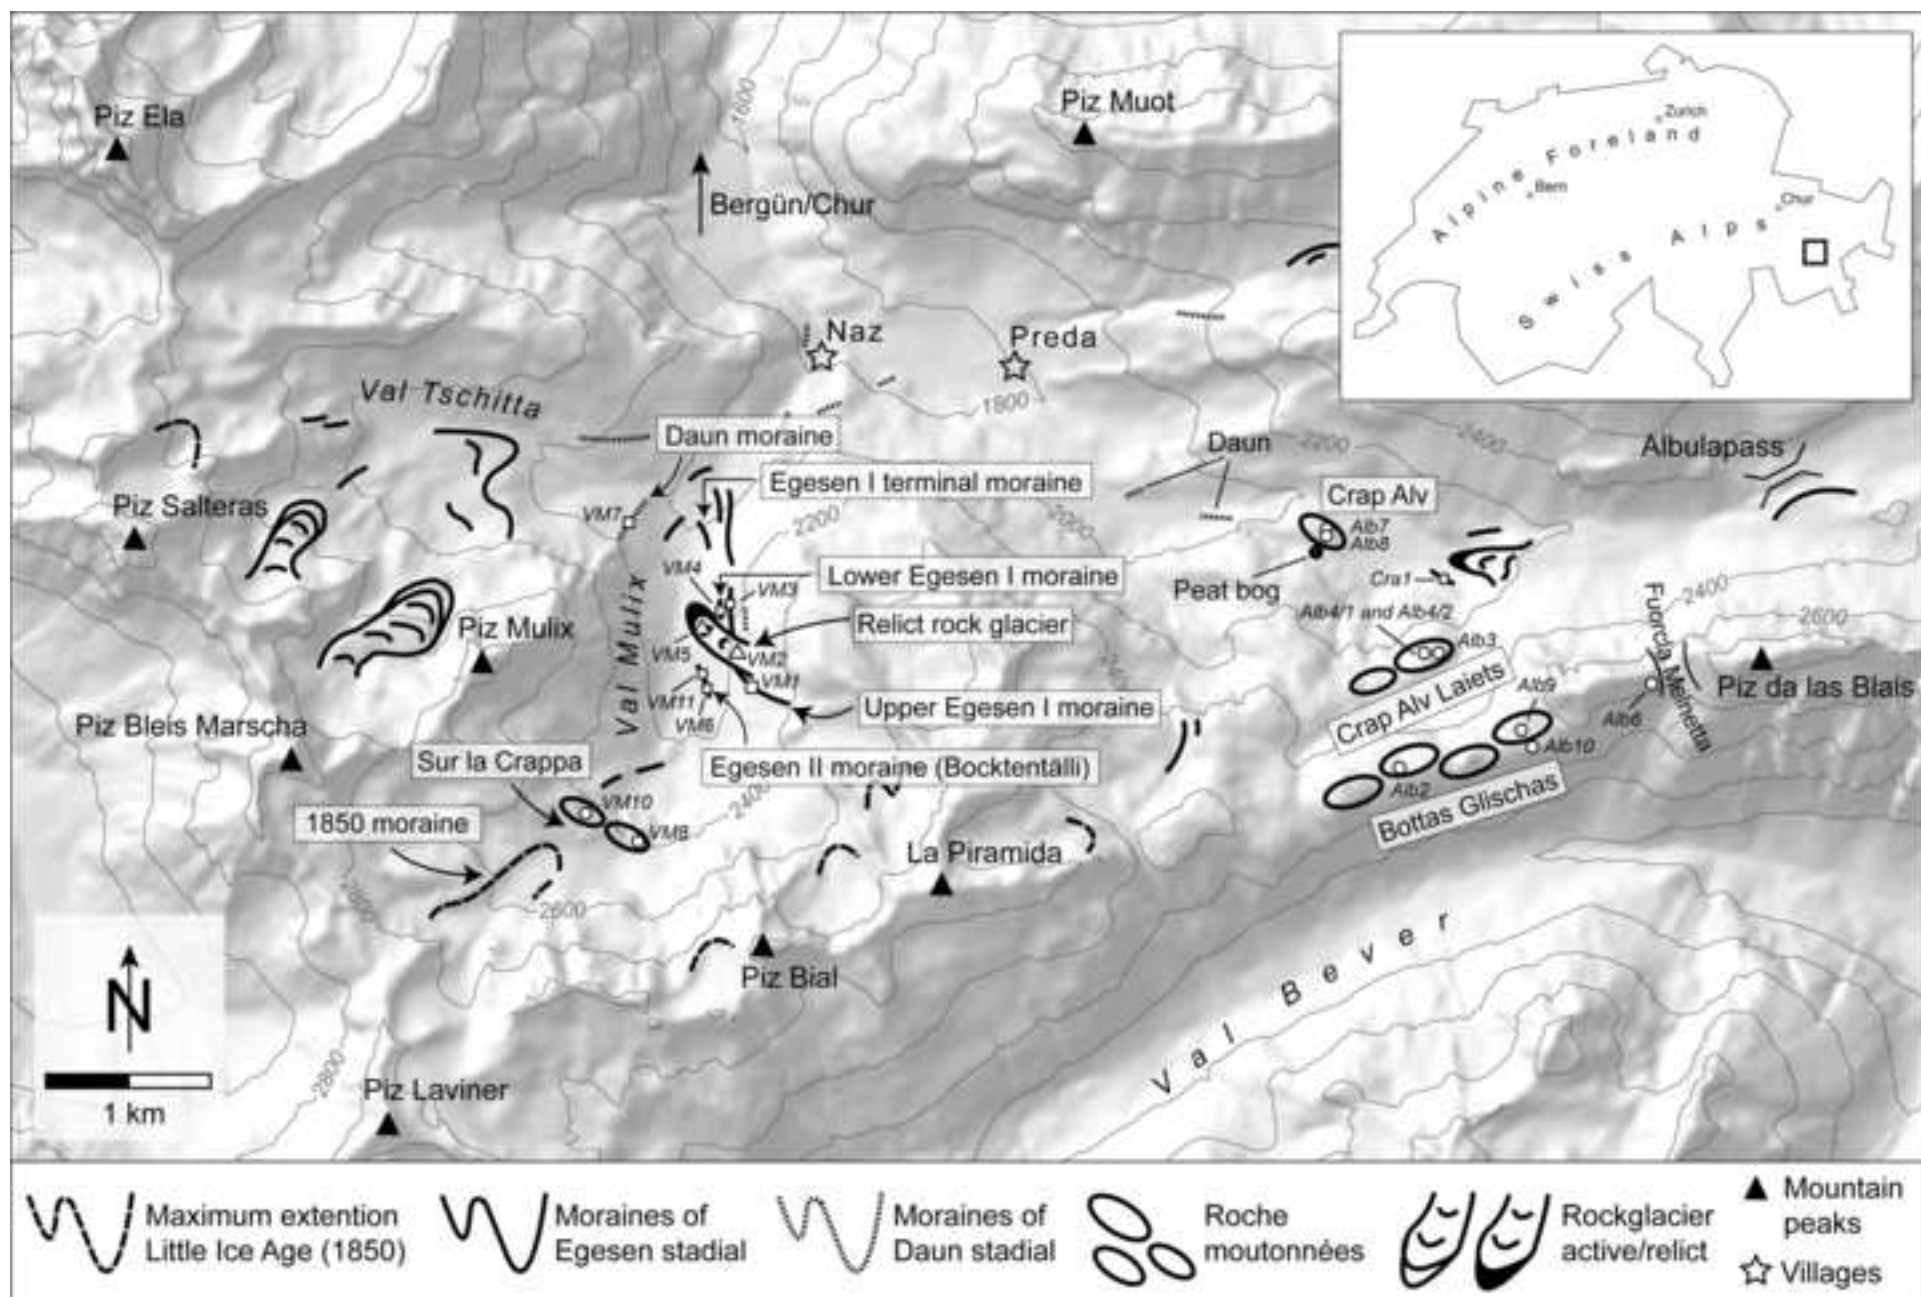 Piz Ela
Piz Muot
1600
Bergün/Chur
Zürich
Alpine Foreland
Bern
Chur
Swiss Alps
Naz
Preda
1800
Val Tschitta
Daun moraine
Daun
2200
2400
Albulapass
Egesen I terminal moraine
Crap Alv
Piz Salteras
VM7
2200
2000
Alb7
Alb8
Lower Egesen I moraine
VM4
VM3
Peat bog
Cra1
Val Mulix
Relict rock glacier
Alb4/1 and Alb4/2
2400
2600
Piz Mulix
VM5
VM2
Alb3
Fuorcla Melnetta
VM1
Crap Alv Laiets
Alb9
Piz da las Blais
VM11
VM6
Upper Egesen I moraine
Alb6
Piz Bleis Marscha
Alb10
Sur la Crappa
Egesen II moraine (Bocktentälli)
Alb2
Bottas Glischas
2400
VM10
1850 moraine
VM8
La Piramida
2800
2600
Val Bever
Piz Bial
N
2800
Piz Laviner
1 km
Maximum extention
Little Ice Age (1850)
Moraines of
Egesen stadial
Moraines of
Daun stadial
Roche
moutonnées
Rockglacier
active/relict
Mountain
peaks
Villages